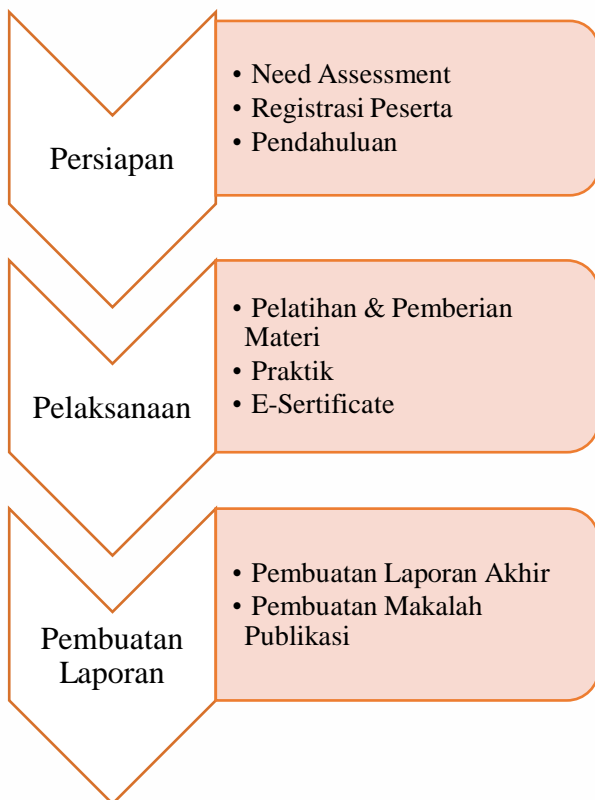 Persiapan
• Need Assessment
• Registrasi Peserta
• Pendahuluan
Pelaksanaan
• Pelatihan & Pemberian
Materi
• Praktik
• E-Sertificate
Pembuatan
Laporan
• Pembuatan Laporan Akhir
• Pembuatan Makalah
Publikasi